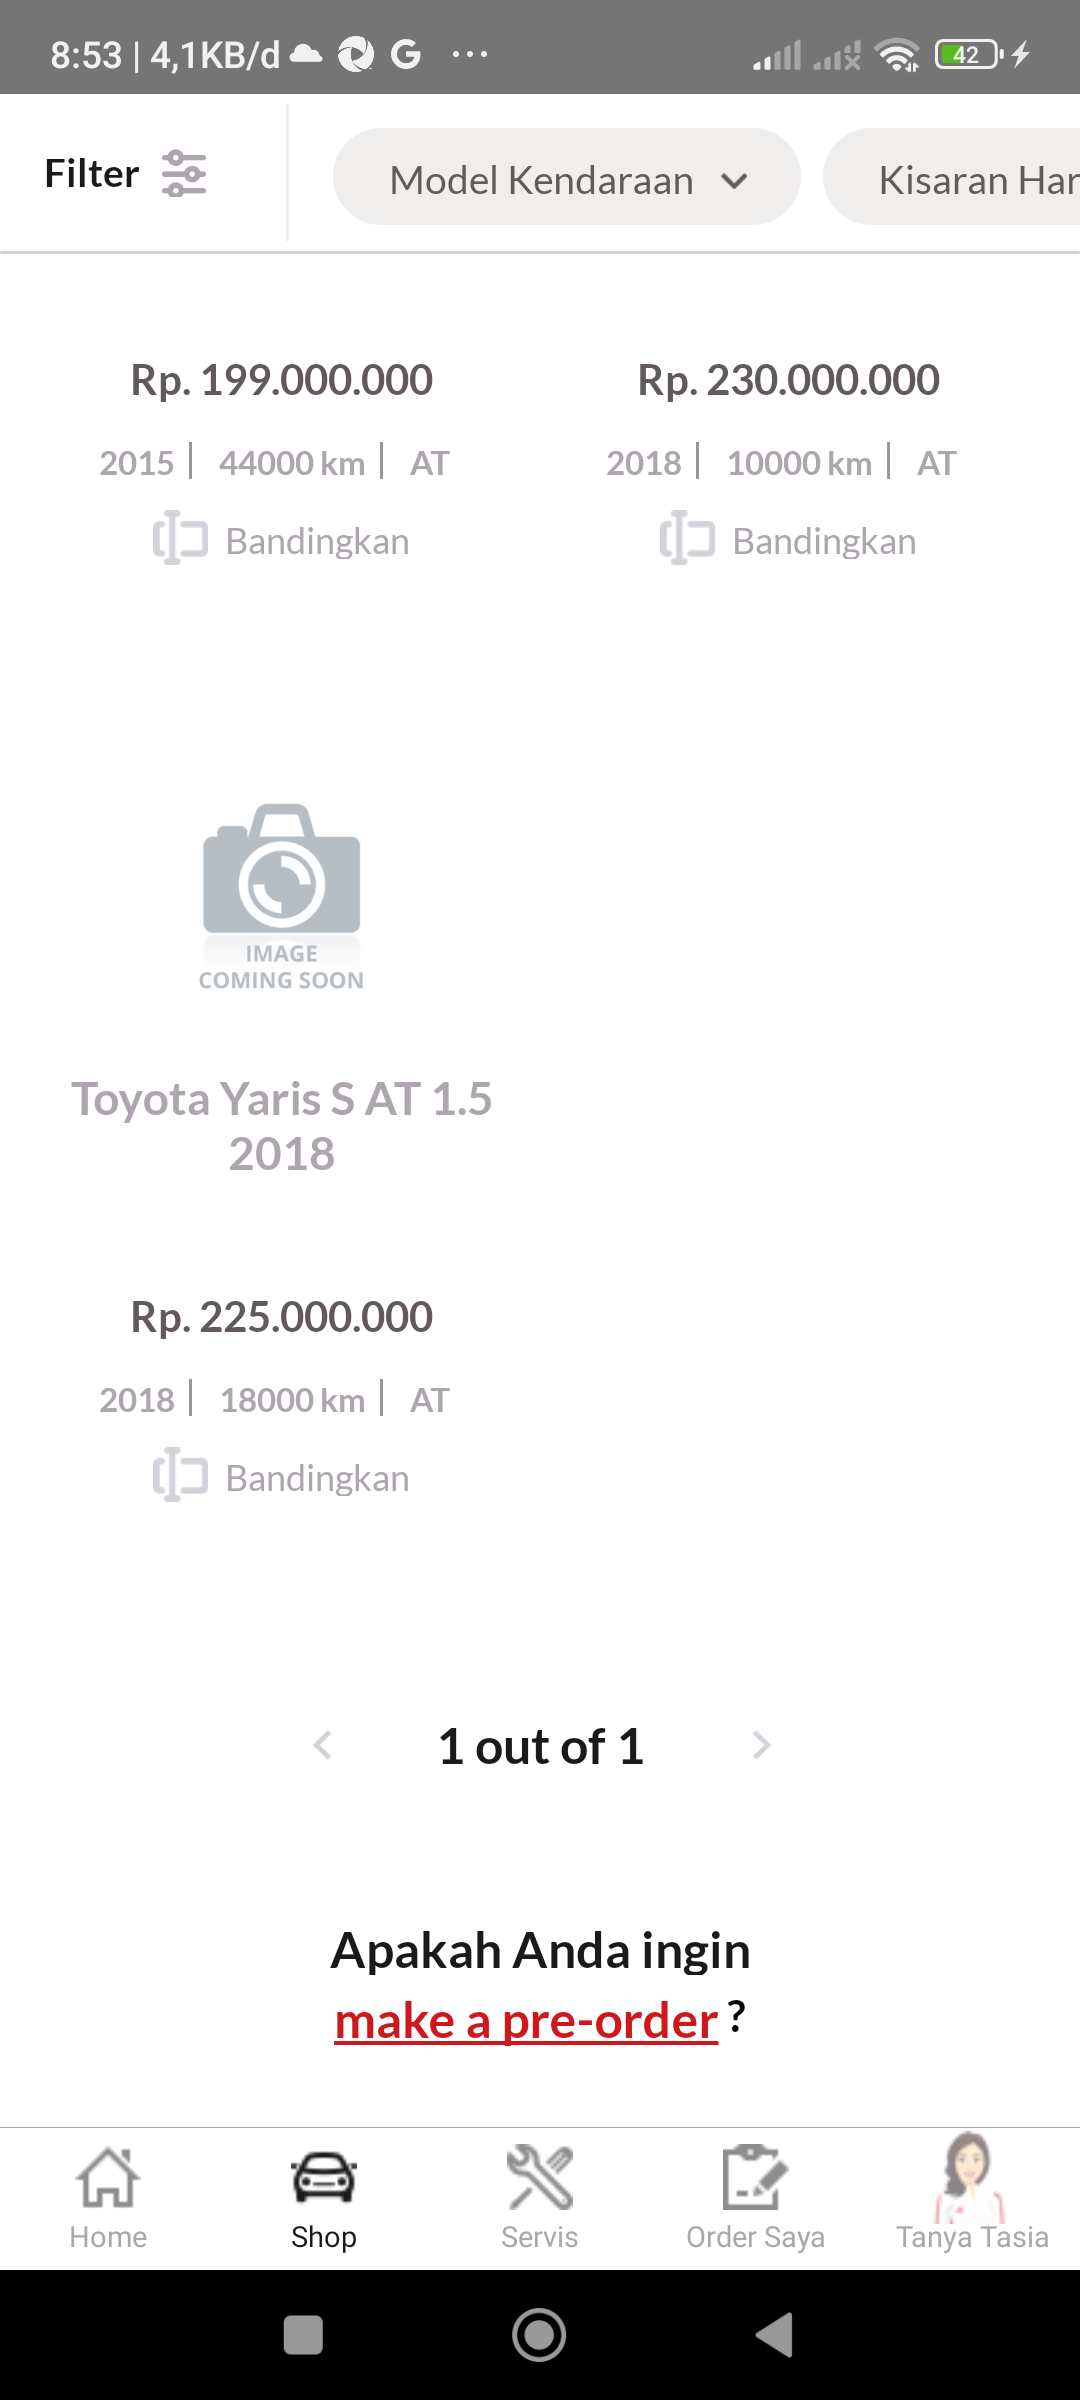 8:53 | 4,1KB/d
42
Filter
Model Kendaraan
Kisaran Har
Rp. 199.000.000
2015 | 44000 km | AT
Bandingkan
Rp. 230.000.000
2018 | 10000 km | AT
Bandingkan
IMAGE
COMING SOON
Toyota Yaris S AT 1.5
2018
Rp. 225.000.000
2018 | 18000 km | AT
Bandingkan
1 out of 1
Apakah Anda ingin
make a pre-order ?
Home
Shop
Servis
Order Saya
Tanya Tasia